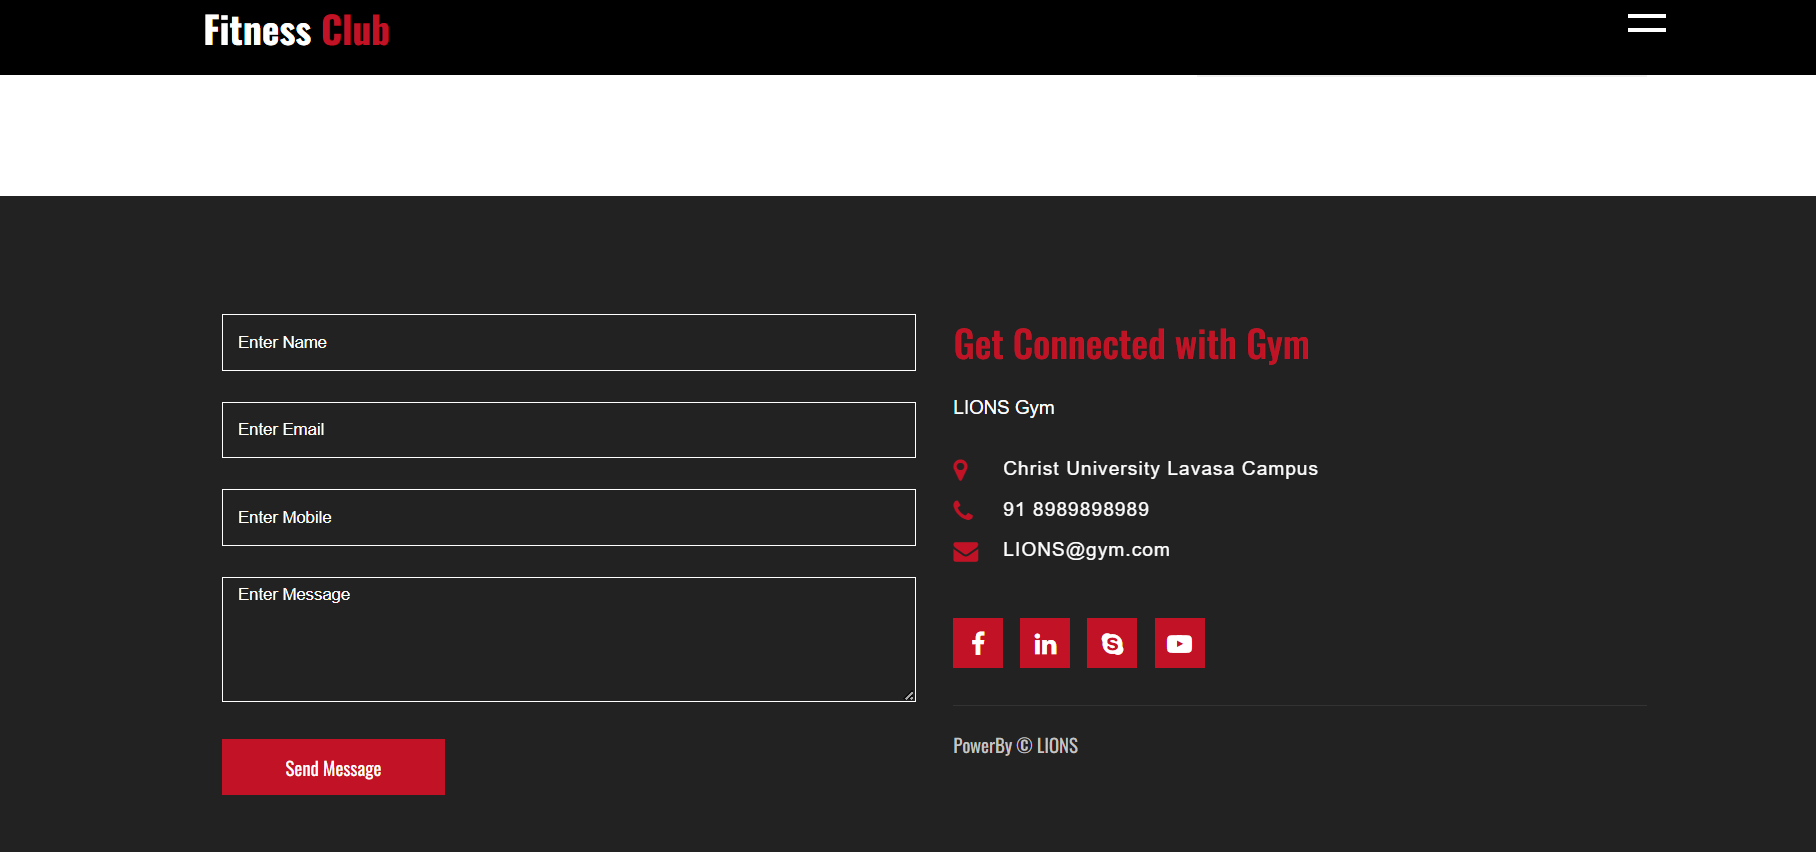 Fitness Club
Enter Name
Enter Email
Enter Mobile
Enter Message
Send Message
Get Connected with Gym
LIONS Gym
Christ University Lavasa Campus
91 8989898989
LIONS@gym.com
PowerBy © LIONS